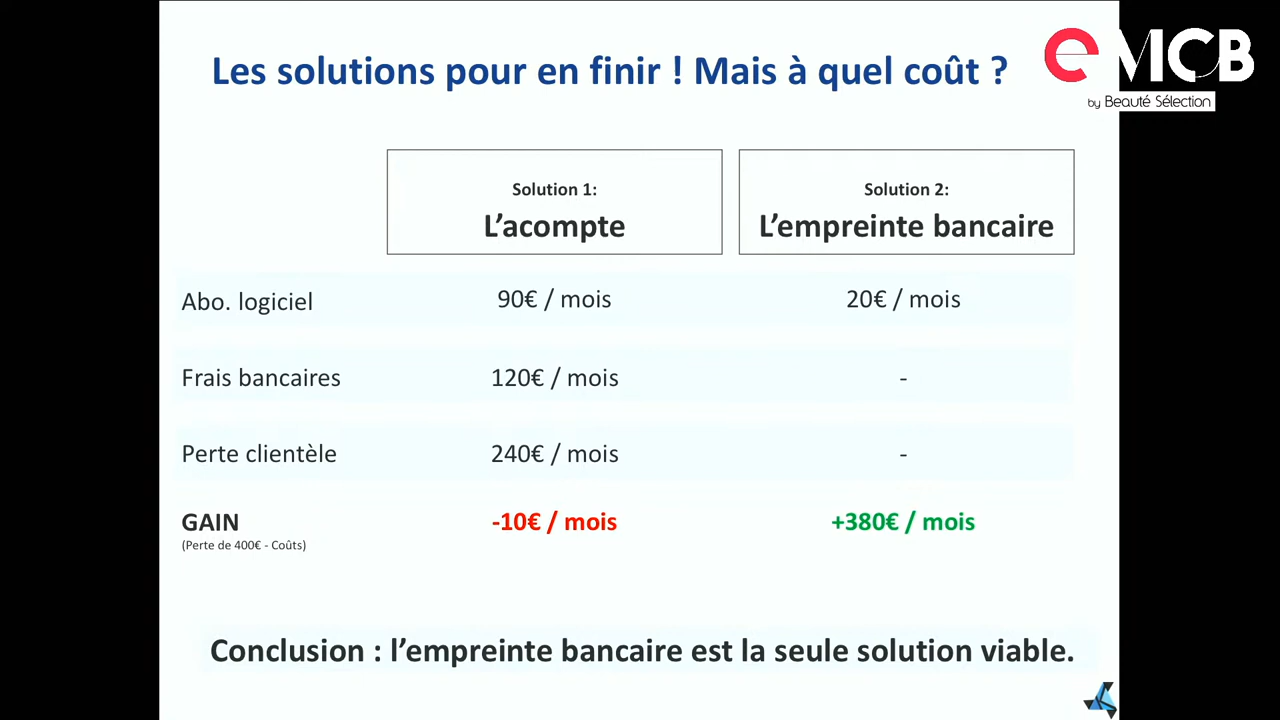 Les solutions pour en finir ! Mais à quel coût ?
eMCB
by Beauté Sélection
Solution 1:
L’acompte
Solution 2:
L’empreinte bancaire
Abo. logiciel
90€ / mois
20€ / mois
Frais bancaires
120€ / mois
-
Perte clientèle
240€ / mois
-
GAIN
-10€ / mois
+380€ / mois
(Perte de 400€ - Coûts)
Conclusion : l’empreinte bancaire est la seule solution viable.